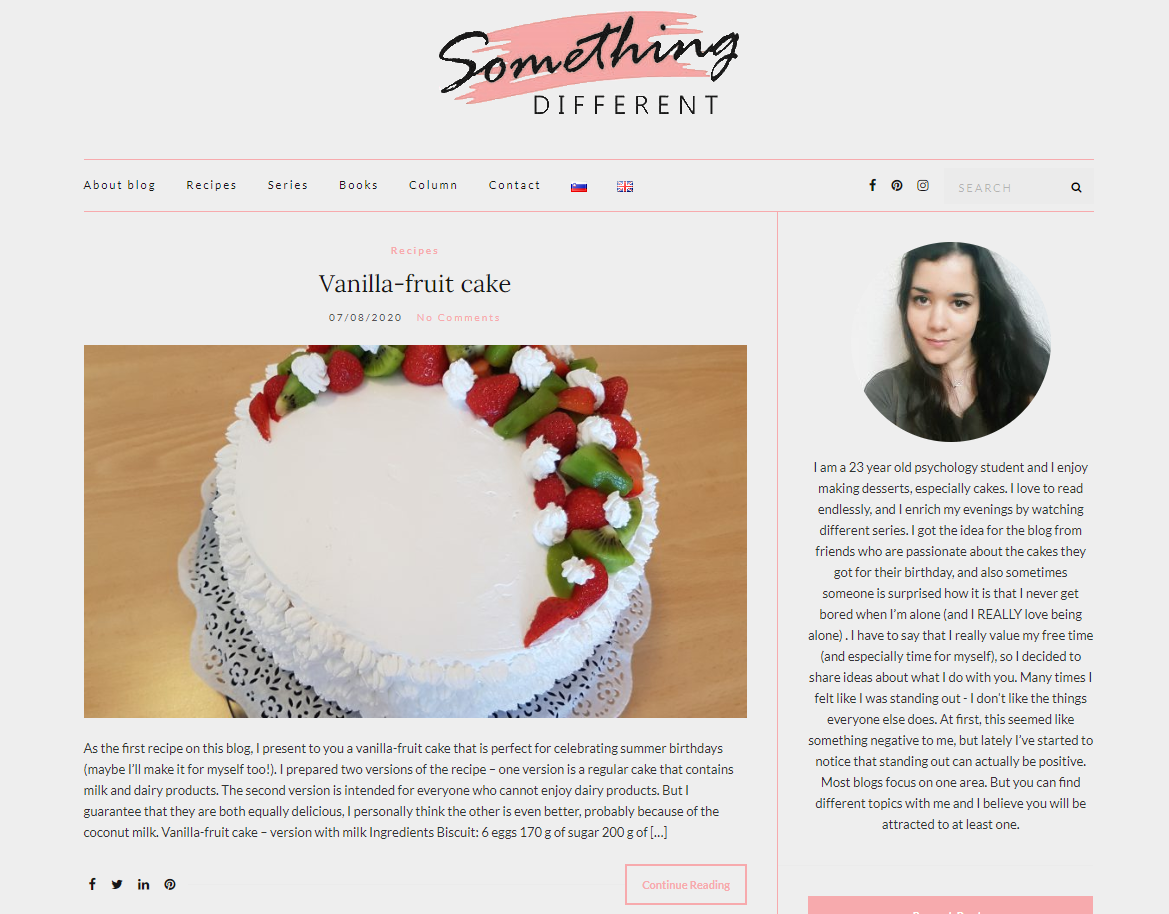 Something
DIFFERENT
About blog Recipes Series Books Column Contact SEARCH
Recipes
Vanilla-fruit cake
07/08/2020 No Comments
As the first recipe on this blog, I present to you a vanilla-fruit cake that is perfect for celebrating summer birthdays
(maybe I'll make it for myself too!). I prepared two versions of the recipe – one version is a regular cake that contains
milk and dairy products. The second version is intended for everyone who cannot enjoy dairy products. But I
guarantee that they are both equally delicious, I personally think the other is even better, probably because of the
coconut milk. Vanilla-fruit cake – version with milk Ingredients Biscuit: 6 eggs 170 g of sugar 200 g of […]
Continue Reading
I am a 23 year old psychology student and I enjoy
making desserts, especially cakes. I love to read
endlessly, and I enrich my evenings by watching
different series. I got the idea for the blog from
friends who are passionate about the cakes they
got for their birthday, and also sometimes
someone is surprised how it is that I never get
bored when I'm alone (and I REALLY love being
alone) . I have to say that I really value my free time
(and especially time for myself), so I decided to
share ideas about what I do with you. Many times I
felt like I was standing out - I don't like the things
everyone else does. At first, this seemed like
something negative to me, but lately I've started to
notice that standing out can actually be positive.
Most blogs focus on one area. But you can find
different topics with me and I believe you will be
attracted to at least one.